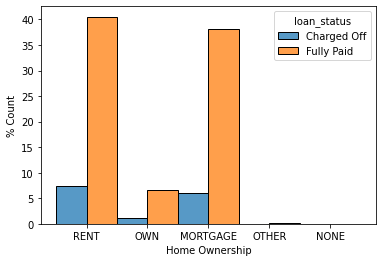 loan_status
Charged Off
Fully Paid
40
35
30
25
20
15
10
5
0
% Count
RENT OWN MORTGAGE OTHER NONE
Home Ownership